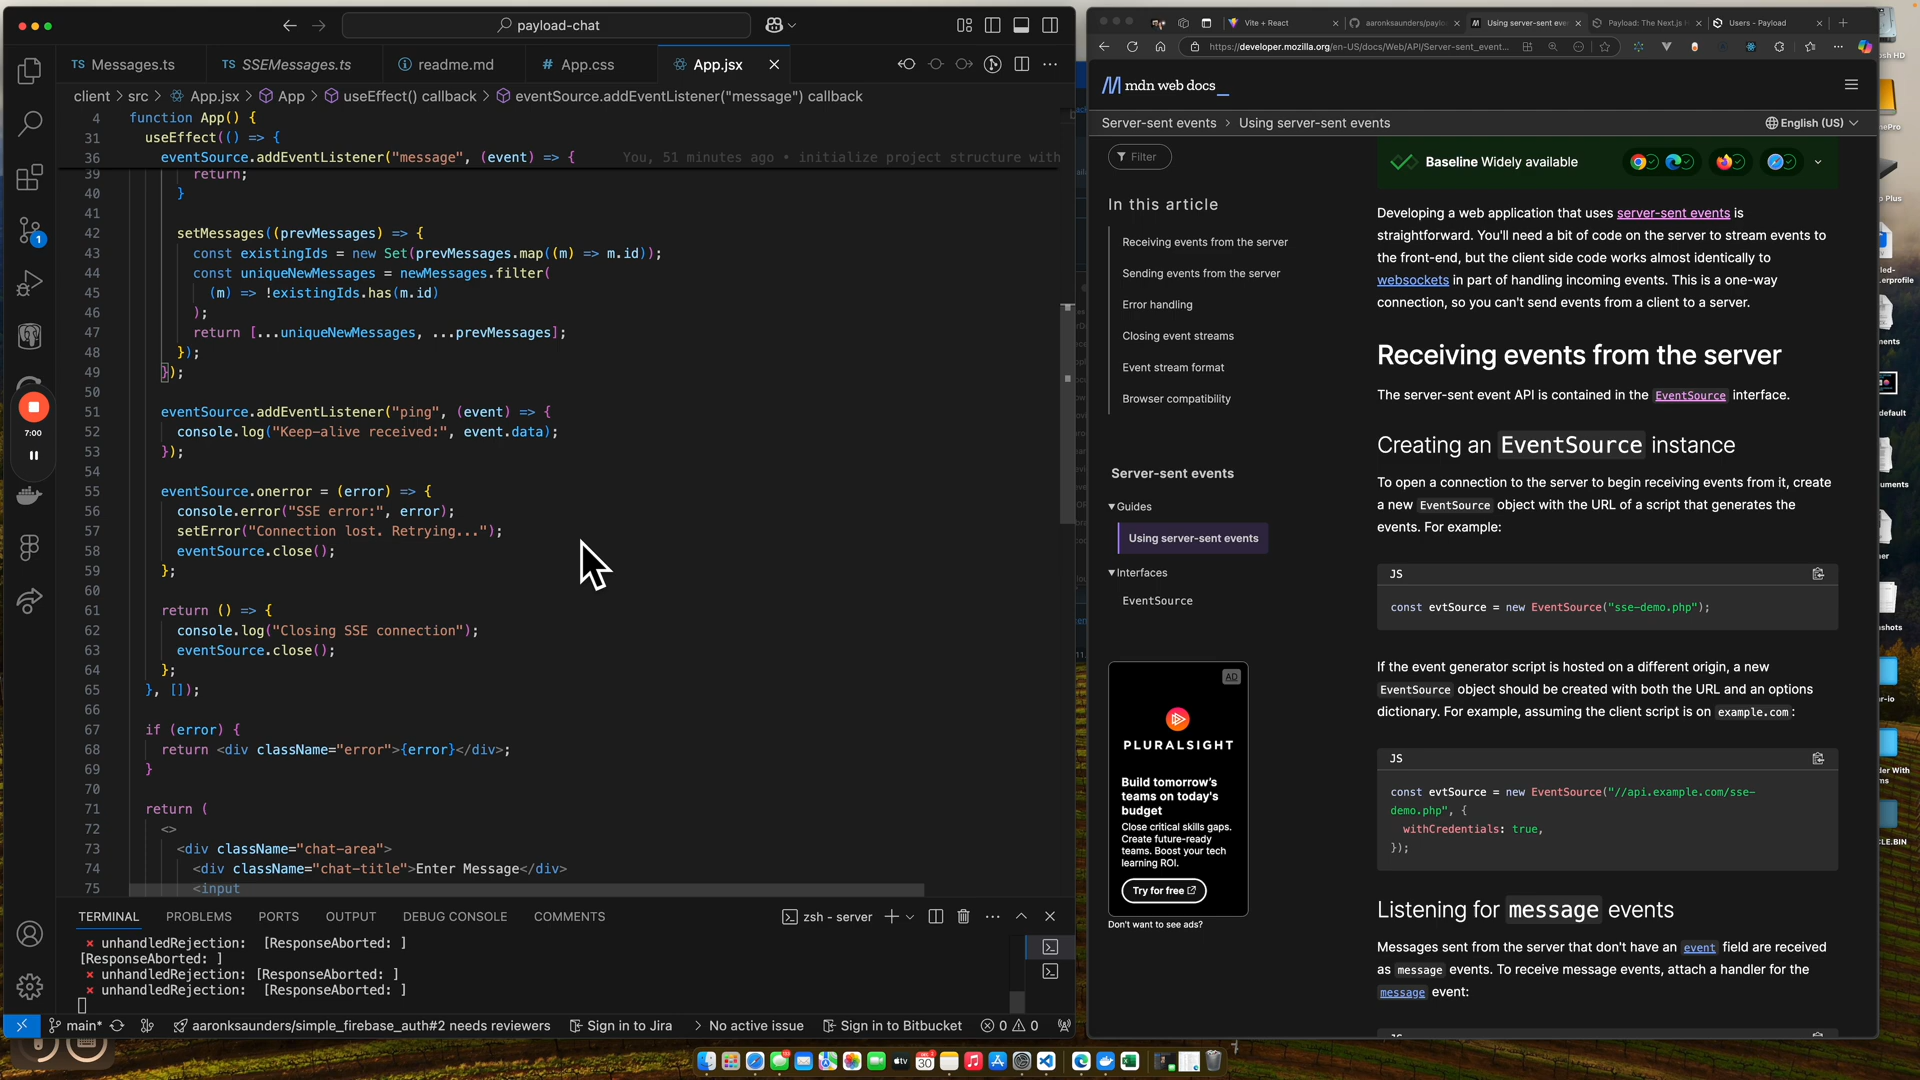 payload-chat
TS Messages.ts
TS SSEMessages.ts
readme.md
# App.css
App.jsx
client > src > App.jsx > App > useEffect() callback > eventSource.addEventListener("message") callback
4 function App() {
31 useEffect(() => {
36 eventSource.addEventListener("message", (event) => { You, 51 minutes ago • initialize project structure with
39 return;
40 }
41
42 setMessages((prevMessages) => {
43 const existingIds = new Set(prevMessages.map((m) => m.id));
44 const uniqueNewMessages = newMessages.filter(
45 (m) => !existingIds.has(m.id)
46 );
47 return [...uniqueNewMessages, ...prevMessages];
48 });
49 });
50
51 eventSource.addEventListener("ping", (event) => {
52 console.log("Keep-alive received:", event.data);
53 });
54
55 eventSource.onerror = (error) => {
56 console.error("SSE error:", error);
57 setError("Connection lost. Retrying...");
58 eventSource.close();
59 };
60
61 return () => {
62 console.log("Closing SSE connection");
63 eventSource.close();
64 };
65 }, []);
66
67 if (error) {
68 return <div className="error">{error}</div>;
69 }
70
71 return (
72 <>
73 <div className="chat-area">
74 <div className="chat-title">Enter Message</div>
75 <input
1
7:00
TERMINAL PROBLEMS PORTS OUTPUT DEBUG CONSOLE COMMENTS
zsh - server
× unhandledRejection: [ResponseAborted: ]
[ResponseAborted: ]
× unhandledRejection: [ResponseAborted: ]
× unhandledRejection: [ResponseAborted: ]
main*
aaronksaunders/simple_firebase_auth#2 needs reviewers
Sign in to Jira
No active issue
Sign in to Bitbucket
0 0
Vite + React
aaronksaunders/paylo
Using server-sent eve
Payload: The Next.js H
Users - Payload
https://developer.mozilla.org/en-US/docs/Web/API/Server-sent_event...
mdn web docs_
Server-sent events > Using server-sent events
English (US)
Filter
In this article
Receiving events from the server
Sending events from the server
Error handling
Closing event streams
Event stream format
Browser compatibility
Server-sent events
Guides
Using server-sent events
Interfaces
EventSource
AD
PLURALSIGHT
Build tomorrow's
teams on today's
budget
Close critical skills gaps.
Create future-ready
teams. Boost your tech
learning ROI.
Try for free
Don't want to see ads?
Baseline Widely available
Developing a web application that uses server-sent events is
straightforward. You'll need a bit of code on the server to stream events to
the front-end, but the client side code works almost identically to
websockets in part of handling incoming events. This is a one-way
connection, so you can't send events from a client to a server.
Receiving events from the server
The server-sent event API is contained in the EventSource interface.
Creating an EventSource instance
To open a connection to the server to begin receiving events from it, create
a new EventSource object with the URL of a script that generates the
events. For example:
JS
const evtSource = new EventSource("sse-demo.php");
If the event generator script is hosted on a different origin, a new
EventSource object should be created with both the URL and an options
dictionary. For example, assuming the client script is on example.com:
JS
const evtSource = new EventSource("//api.example.com/sse-
demo.php", {
withCredentials: true,
});
Listening for message events
Messages sent from the server that don't have an event field are received
as message events. To receive message events, attach a handler for the
message event:
30